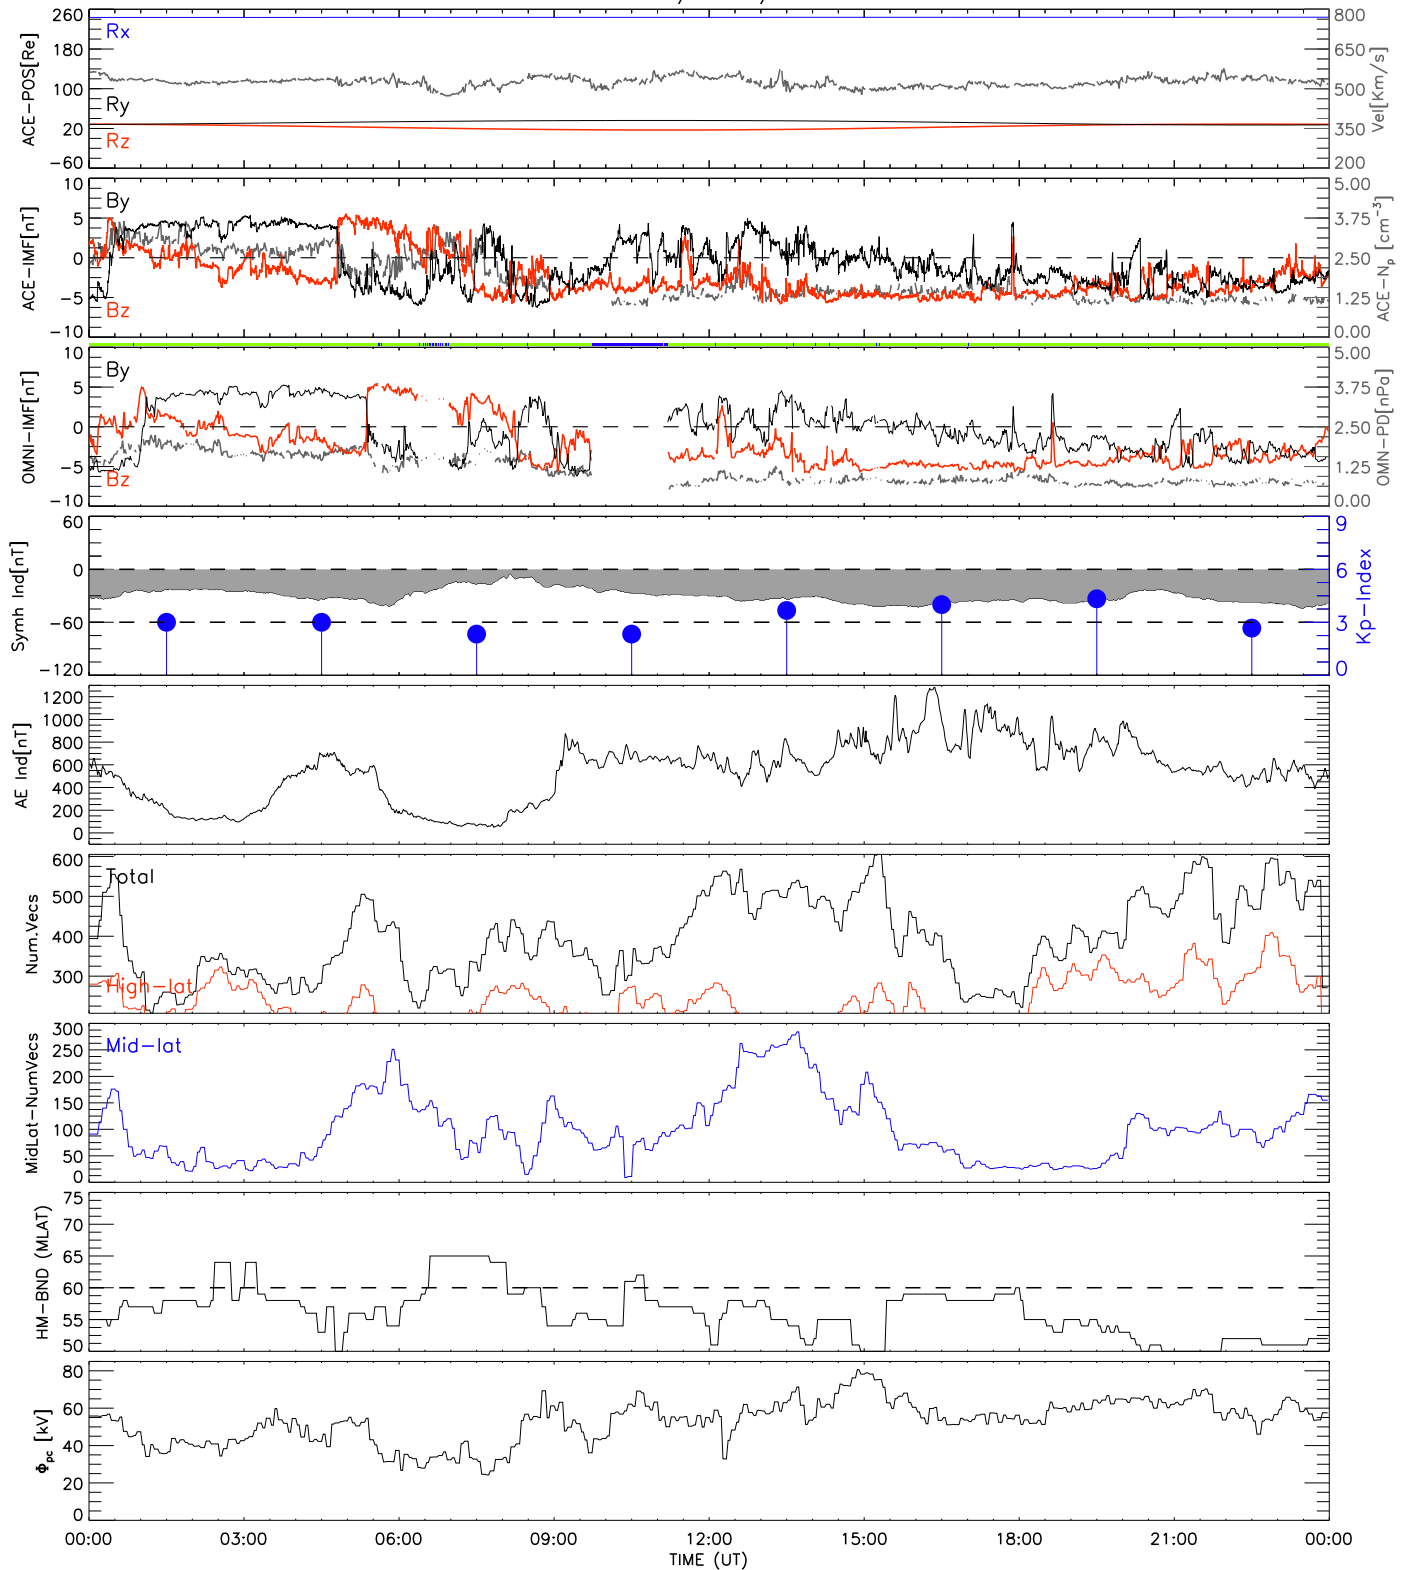 260
180
100
20
−60
ACE−POS[Re]
Rx
Ry
Rz
800
650
500
350
200
Vel[Km/s]
10
5
0
−5
−10
ACE−IMF[nT]
By
Bz
5.00
3.75
2.50
1.25
0.00
ACE−Np [cm−3]
10
5
0
−5
−10
OMNI−IMF[nT]
By
Bz
5.00
3.75
2.50
1.25
0.00
OMN−PD[nPa]
60
0
−60
−120
Symh Ind[nT]
9
6
3
0
Kp−Index
1200
1000
800
600
400
200
0
AE Ind[nT]
600
500
400
300
Num.Vecs
Total
High−lat
300
250
200
150
100
50
0
MidLat−NumVecs
Mid−lat
75
70
65
60
55
50
HM−BND (MLAT)
80
60
40
20
0
Φpc [kV]
00:00 03:00 06:00 09:00 12:00 15:00 18:00 21:00 00:00
TIME (UT)